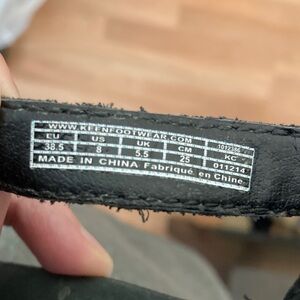 WWW.KEENFOOTWEAR.COM
EU US UK CM 1012386
38.5 8 5.5 25 KC
011214
MADE IN CHINA Fabriqué en Chine